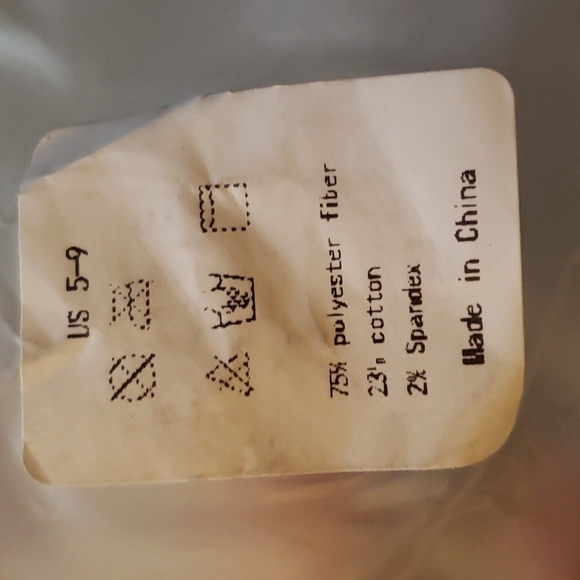 US 5-9
75% polyester fiber
23% cotton
2% Spandex
Made in China